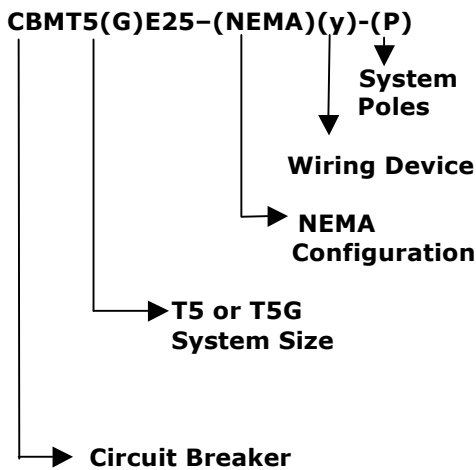 CBMT5(G)E25–(NEMA)(y)-(P)
System
Poles
Wiring Device
NEMA
Configuration
T5 or T5G
System Size
Circuit Breaker